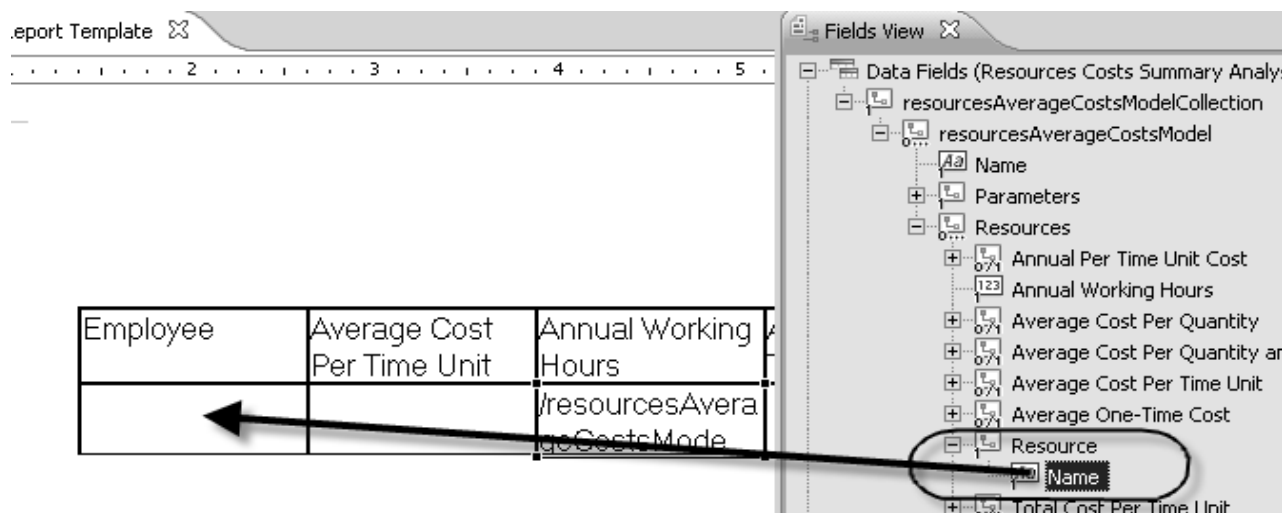 eport Template
Fields View
2 3 4 5
Data Fields (Resources Costs Summary Analys
resourcesAverageCostsModelCollection
resourcesAverageCostsModel
Name
Parameters
Resources
Annual Per Time Unit Cost
Annual Working Hours
Average Cost Per Quantity
Average Cost Per Quantity an
Average Cost Per Time Unit
Average One-Time Cost
Resource
Name
Total Cost Per Time Unit
Employee
Average Cost
Per Time Unit
Annual Working
Hours
/resourcesAvera
geCostsMode